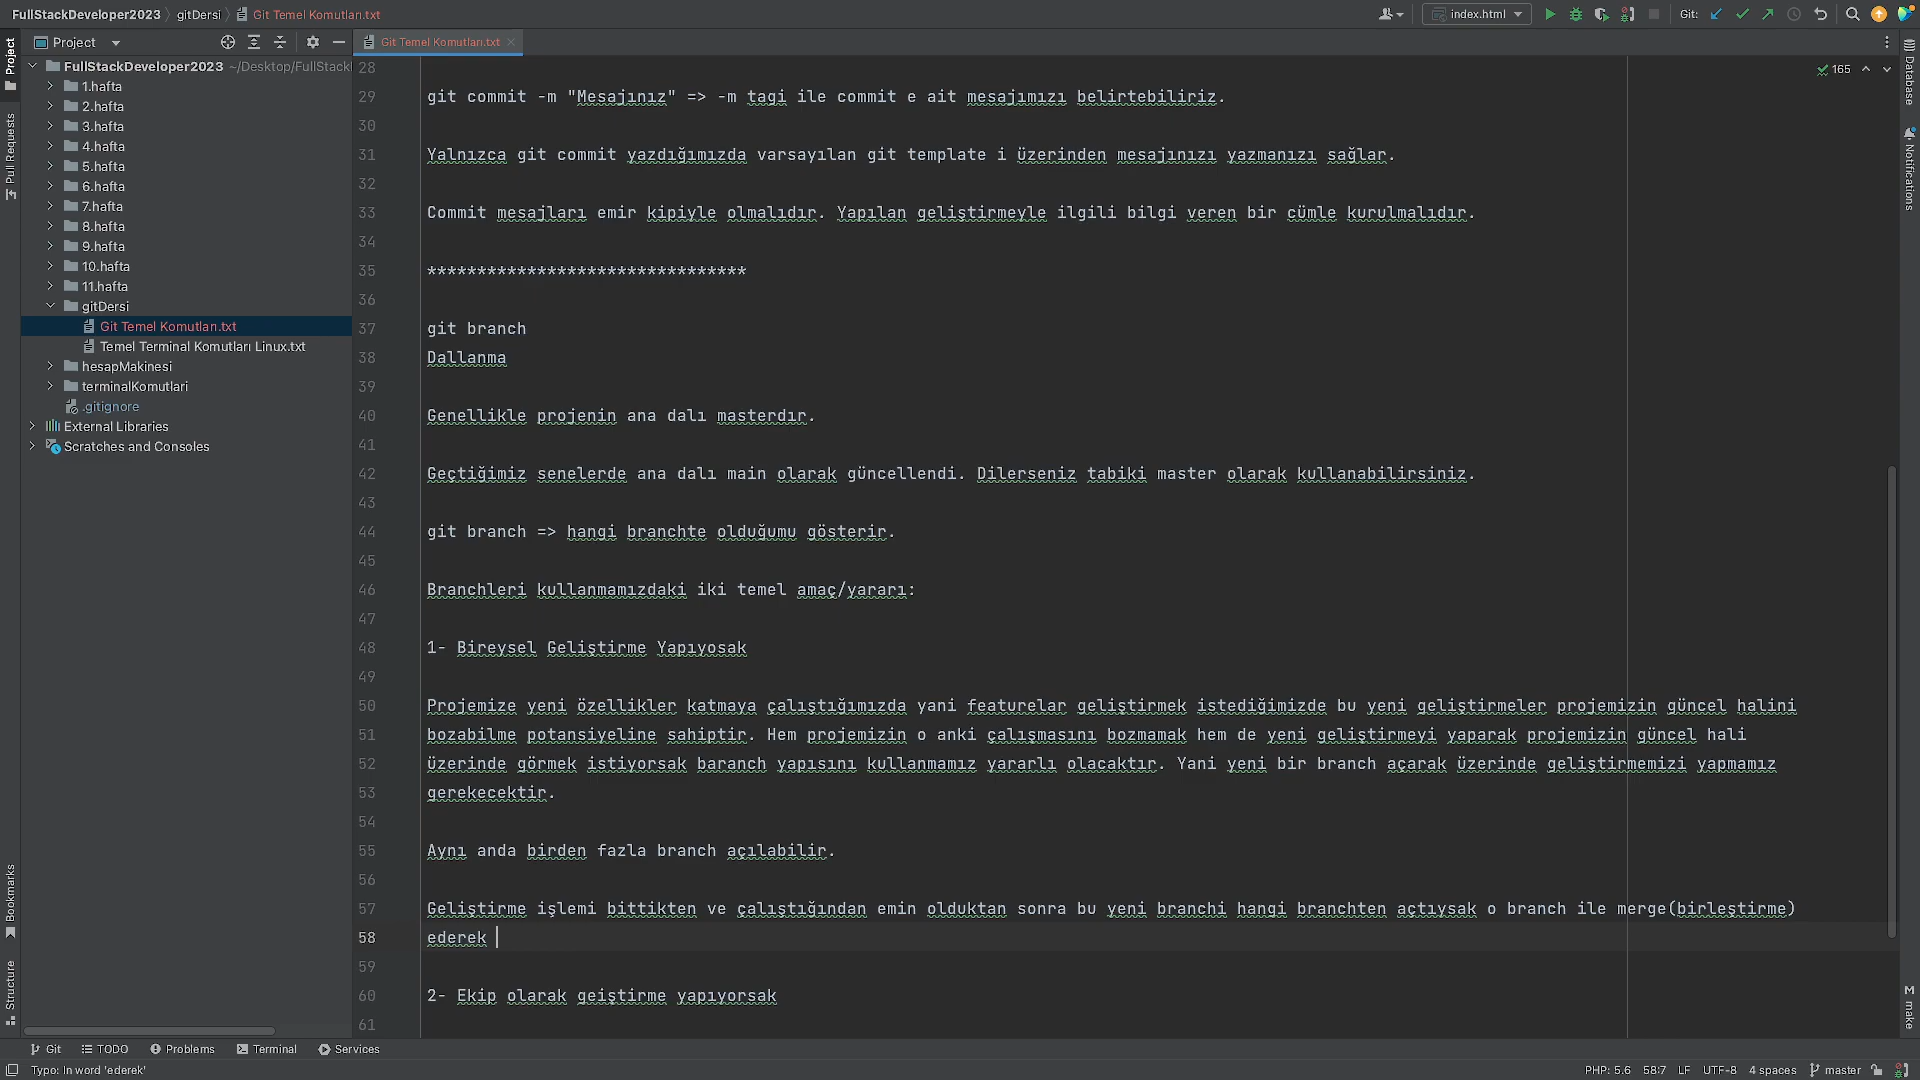 FullStackDeveloper2023 gitDersi Git Temel Komutları.txt
index.html
Git:
Project
Git Temel Komutları.txt
Project
Pull Requests
Bookmarks
Structure
FullStackDeveloper2023 ~/Desktop/FullStack
1.hafta
2.hafta
3.hafta
4.hafta
5.hafta
6.hafta
7.hafta
8.hafta
9.hafta
10.hafta
11.hafta
gitDersi
Git Temel Komutları.txt
Temel Terminal Komutları Linux.txt
hesapMakinesi
terminalKomutlari
.gitignore
External Libraries
Scratches and Consoles
165
28
29 git commit -m "Mesajınız" => -m tagi ile commit e ait mesajımızı belirtebiliriz.
30
31 Yalnızca git commit yazdığımızda varsayılan git template i üzerinden mesajınızı yazmanızı sağlar.
32
33 Commit mesajları emir kipiyle olmalıdır. Yapılan geliştirmeyle ilgili bilgi veren bir cümle kurulmalıdır.
34
35 ********************************
36
37 git branch
38 Dallanma
39
40 Genellikle projenin ana dalı masterdır.
41
42 Geçtiğimiz senelerde ana dalı main olarak güncellendi. Dilerseniz tabiki master olarak kullanabilirsiniz.
43
44 git branch => hangi branchte olduğumu gösterir.
45
46 Branchleri kullanmamızdaki iki temel amaç/yararı:
47
48 1- Bireysel Geliştirme Yapıyosak
49
50 Projemize yeni özellikler katmaya çalıştığımızda yani featurelar geliştirmek istediğimizde bu yeni geliştirmeler projemizin güncel halini
51 bozabilme potansiyeline sahiptir. Hem projemizin o anki çalışmasını bozmamak hem de yeni geliştirmeyi yaparak projemizin güncel hali
52 üzerinde görmek istiyorsak baranch yapısını kullanmamız yararlı olacaktır. Yani yeni bir branch açarak üzerinde geliştirmemizi yapmamız
53 gerekecektir.
54
55 Aynı anda birden fazla branch açılabilir.
56
57 Geliştirme işlemi bittikten ve çalıştığından emin olduktan sonra bu yeni branchi hangi branchten açtıysak o branch ile merge(birleştirme)
58 ederek
59
60 2- Ekip olarak geiştirme yapıyorsak
61
Database
Notifications
make
Git TODO Problems Terminal Services
Typo: In word 'ederek'
PHP: 5.6 58:7 LF UTF-8 4 spaces master